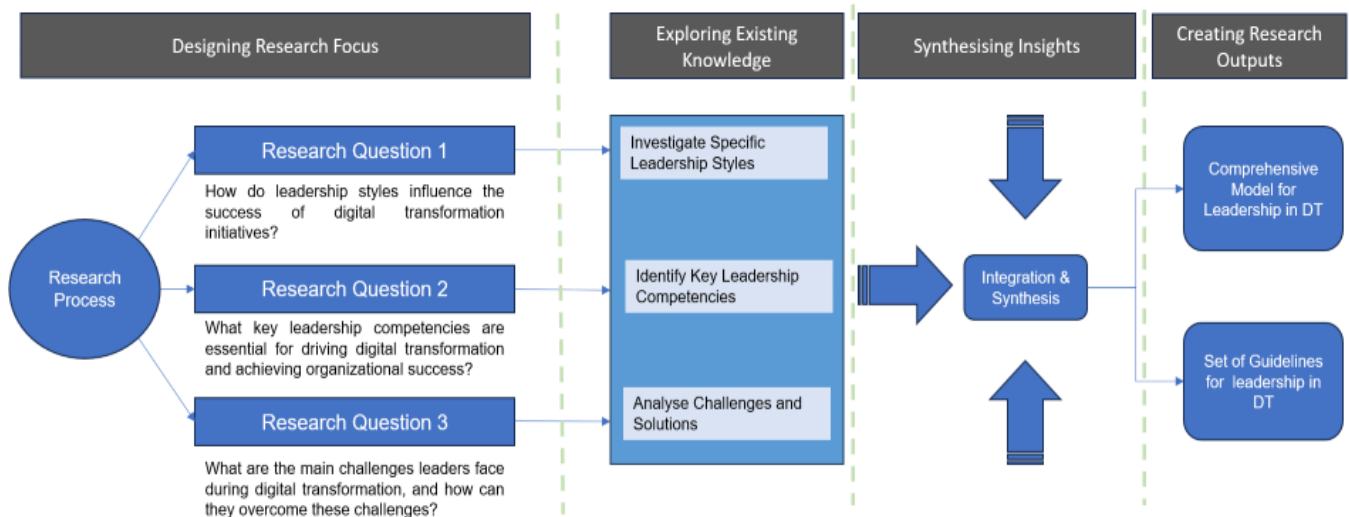 Designing Research Focus
Exploring Existing
Knowledge
Synthesising Insights
Creating Research
Outputs
Research
Process
Research Question 1
How do leadership styles influence the
success of digital transformation
initiatives?
Research Question 2
What key leadership competencies are
essential for driving digital transformation
and achieving organizational success?
Research Question 3
What are the main challenges leaders face
during digital transformation, and how can
they overcome these challenges?
Investigate Specific
Leadership Styles
Identify Key Leadership
Competencies
Analyse Challenges and
Solutions
Integration &
Synthesis
Comprehensive
Model for
Leadership in DT
Set of Guidelines
for leadership in
DT